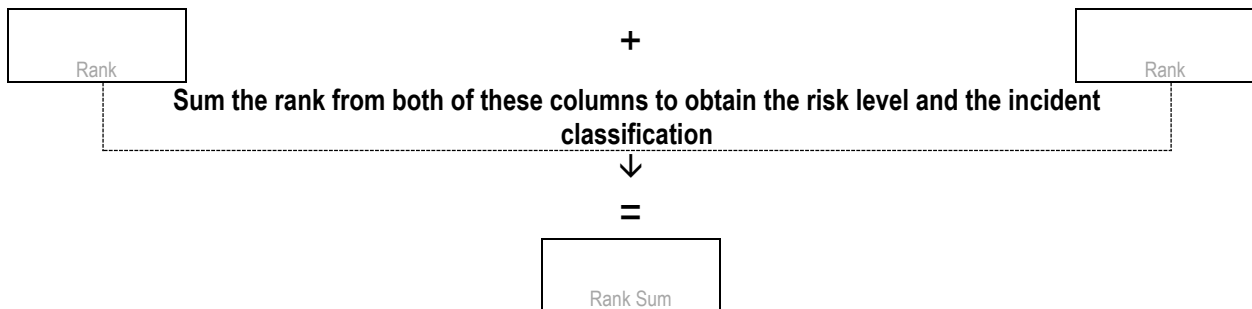 +
Rank
Rank
Sum the rank from both of these columns to obtain the risk level and the incident
classification
↓
=
Rank Sum